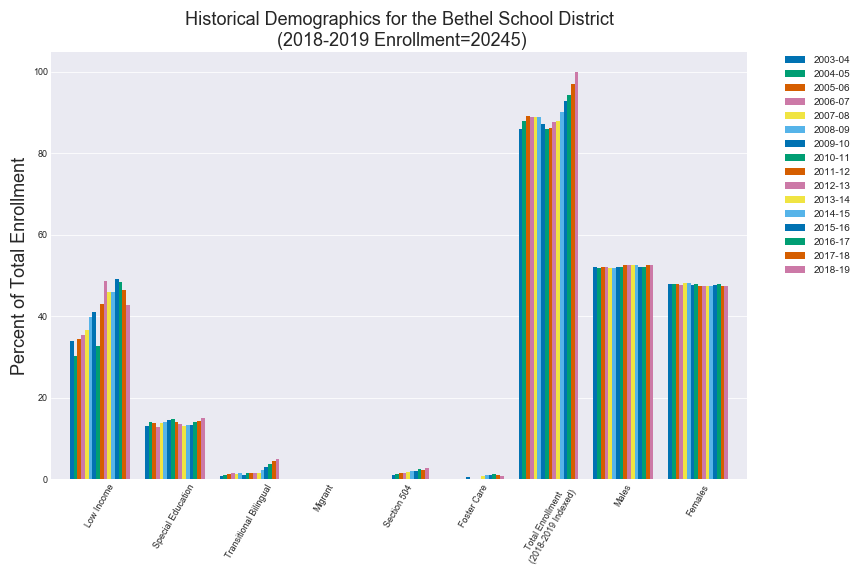 Historical Demographics for the Bethel School District
(2018-2019 Enrollment=20245)
Percent of Total Enrollment
100
80
60
40
20
0
Low Income
Special Education
Transitional Bilingual
Migrant
Section 504
Foster Care
Total Enrollment
(2018-2019 Indexed)
Males
Females
2003-04
2004-05
2005-06
2006-07
2007-08
2008-09
2009-10
2010-11
2011-12
2012-13
2013-14
2014-15
2015-16
2016-17
2017-18
2018-19